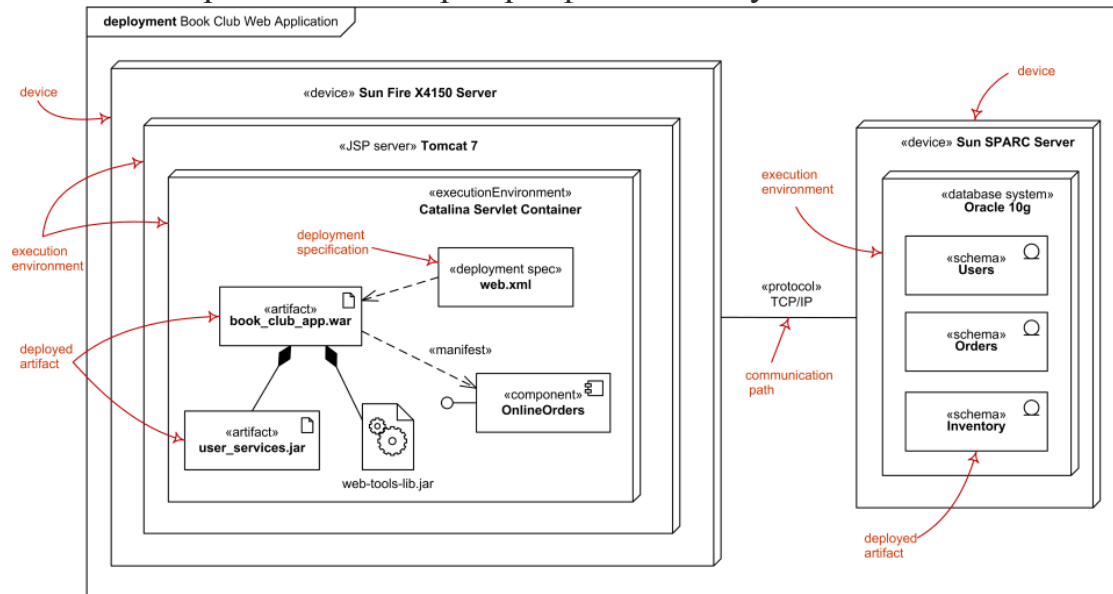 deployment Book Club Web Application
device
device
«device» Sun Fire X4150 Server
«device» Sun SPARC Server
«JSP server» Tomcat 7
execution
environment
«executionEnvironment»
Catalina Servlet Container
«database system»
Oracle 10g
deployment
specification
execution
environment
«deployment spec»
web.xml
«schema»
Users
«protocol»
TCP/IP
«artifact»
book_club_app.war
«schema»
Orders
deployed
artifact
«manifest»
communication
path
«component»
OnlineOrders
«schema»
Inventory
«artifact»
user_services.jar
web-tools-lib.jar
deployed
artifact